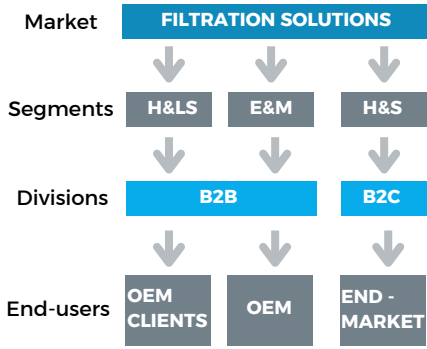 Market
FILTRATION SOLUTIONS
Segments
H&LS
E&M
H&S
Divisions
B2B
B2C
End-users
OEM
CLIENTS
OEM
END -
MARKET